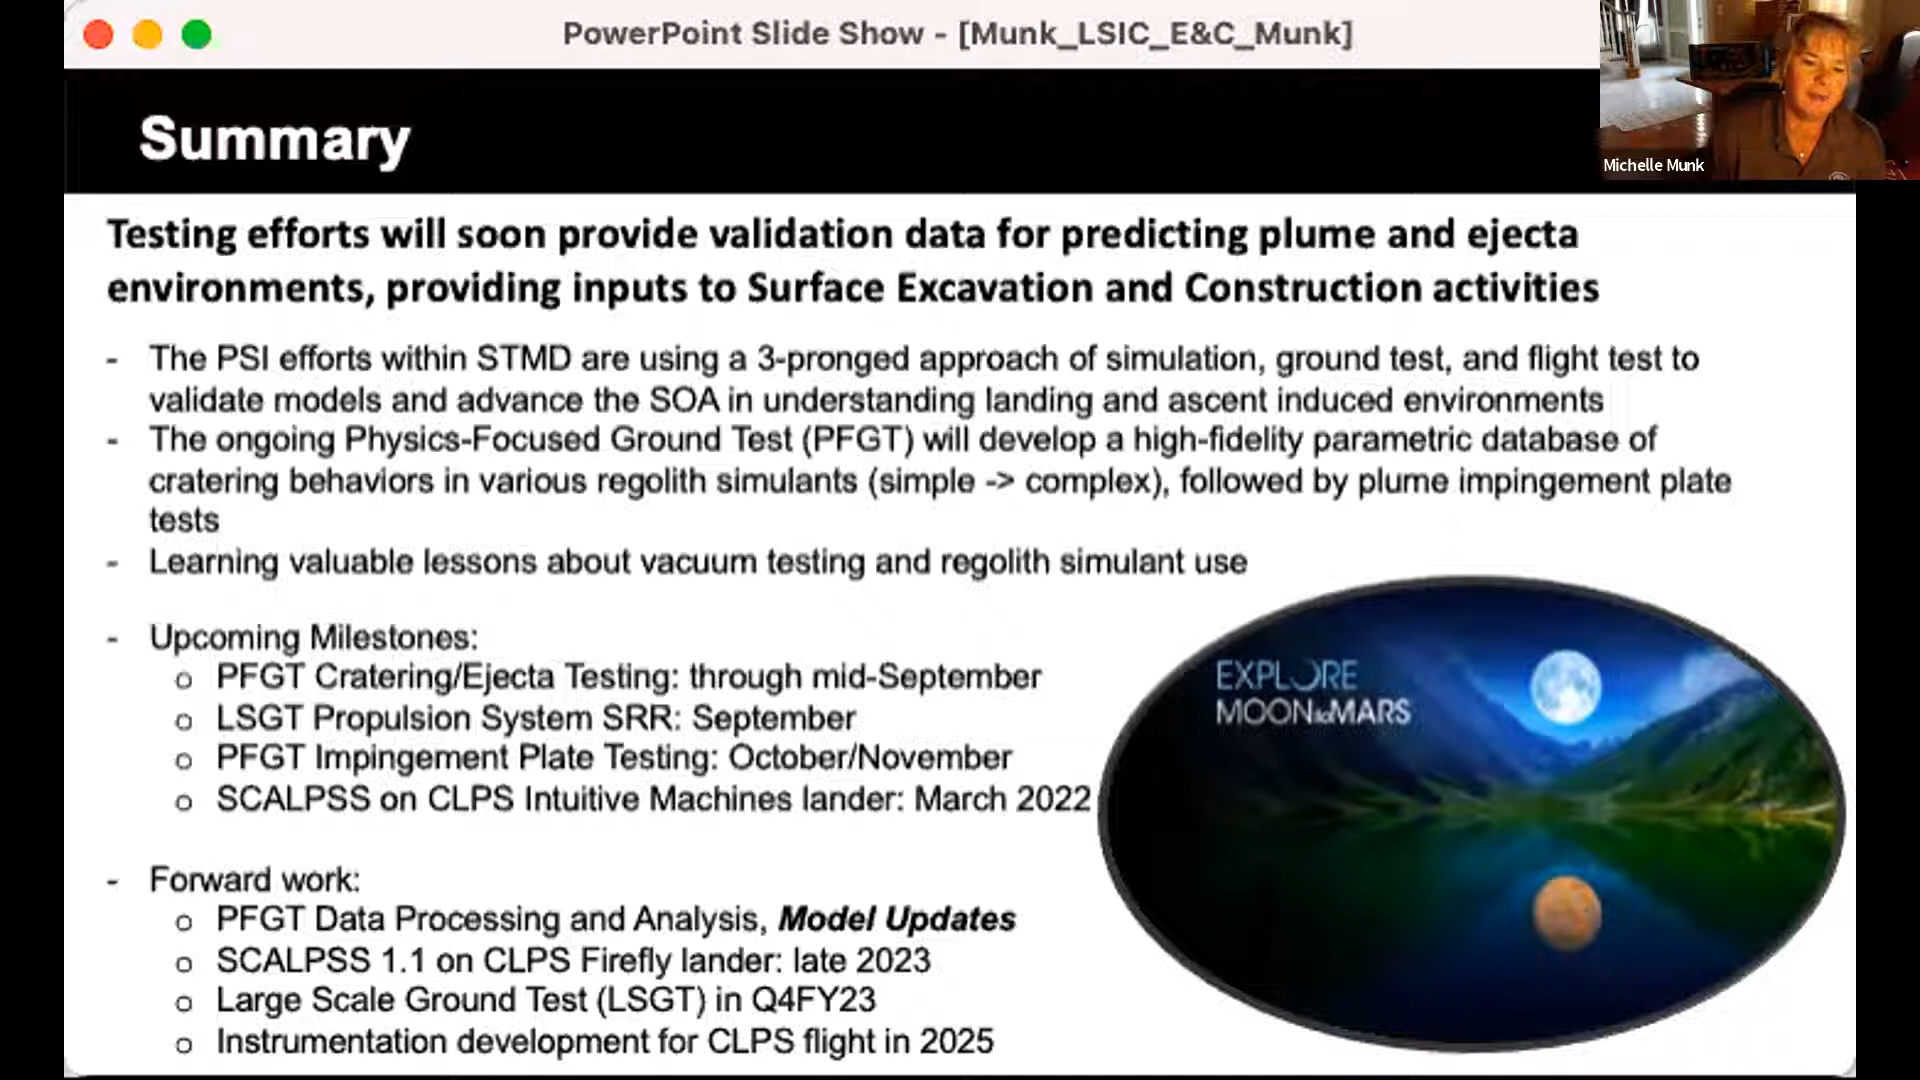 PowerPoint Slide Show - [Munk_LSIC_E&C_Munk]
Michelle Munk
Summary
Testing efforts will soon provide validation data for predicting plume and ejecta
environments, providing inputs to Surface Excavation and Construction activities
- The PSI efforts within STMD are using a 3-pronged approach of simulation, ground test, and flight test to
validate models and advance the SOA in understanding landing and ascent induced environments
- The ongoing Physics-Focused Ground Test (PFGT) will develop a high-fidelity parametric database of
cratering behaviors in various regolith simulants (simple -> complex), followed by plume impingement plate
tests
- Learning valuable lessons about vacuum testing and regolith simulant use
- Upcoming Milestones:
o PFGT Cratering/Ejecta Testing: through mid-September
o LSGT Propulsion System SRR: September
o PFGT Impingement Plate Testing: October/November
o SCALPSS on CLPS Intuitive Machines lander: March 2022
- Forward work:
o PFGT Data Processing and Analysis, Model Updates
o SCALPSS 1.1 on CLPS Firefly lander: late 2023
o Large Scale Ground Test (LSGT) in Q4FY23
o Instrumentation development for CLPS flight in 2025
EXPLORE
MOON to MARS